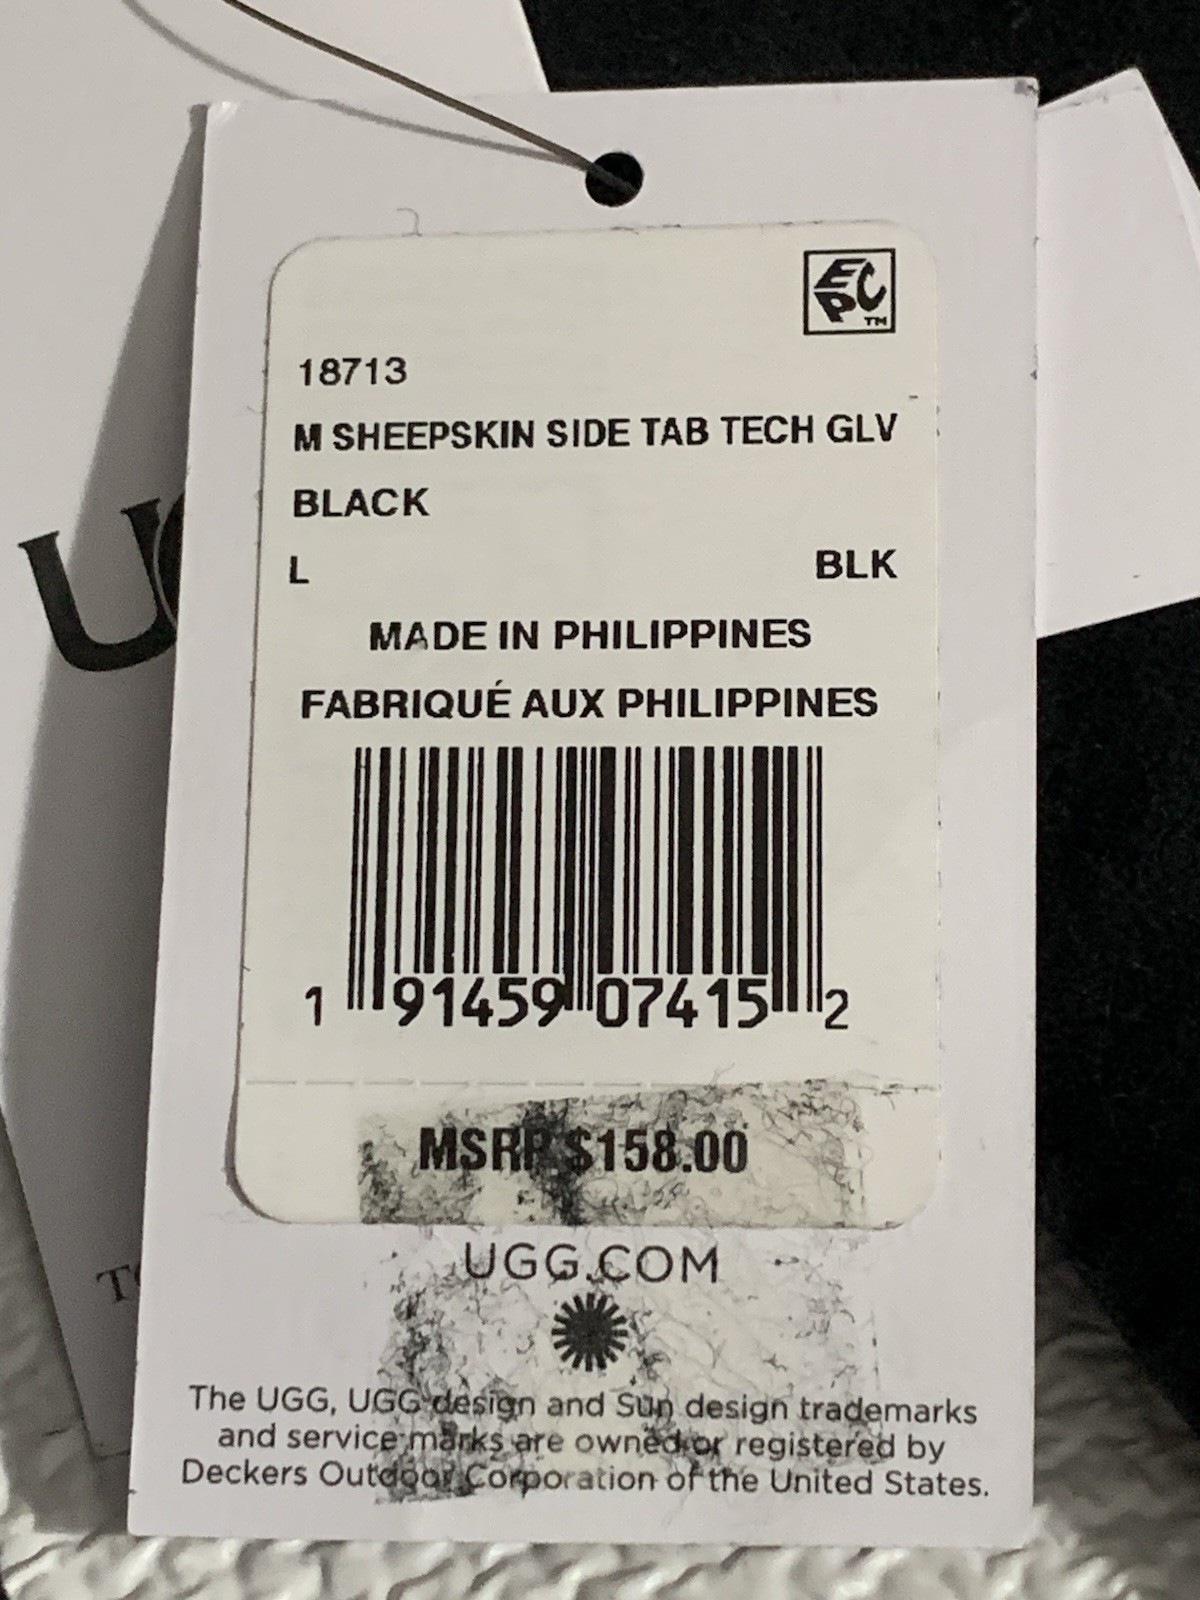 EPC™
18713
M SHEEPSKIN SIDE TAB TECH GLV
BLACK
L BLK
MADE IN PHILIPPINES
FABRIQUÉ AUX PHILIPPINES
1 91459 07415 2
MSRP $158.00
UGG.COM
The UGG, UGG design and Sun design trademarks
and service marks are owned or registered by
Deckers Outdoor Corporation of the United States.